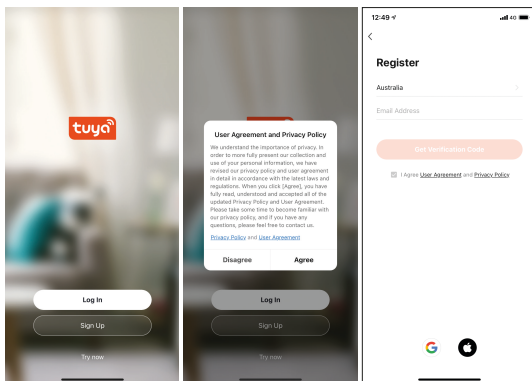 tuya
Log In
Sign Up
Try now
tuya
User Agreement and Privacy Policy
We understand the importance of privacy. In
order to more fully present our collection and
use of your personal information, we have
revised our privacy policy and user agreement
in detail in accordance with the latest laws and
regulations. When you click [Agree], you have
fully read, understood and accepted all of the
updated Privacy Policy and User Agreement.
Please take some time to become familiar with
our privacy policy, and if you have any
questions, please feel free to contact us.
Privacy Policy and User Agreement
Disagree Agree
Log In
Sign Up
Try now
12:49 4G
Register
Australia
Email Address
Get Verification Code
I Agree User Agreement and Privacy Policy